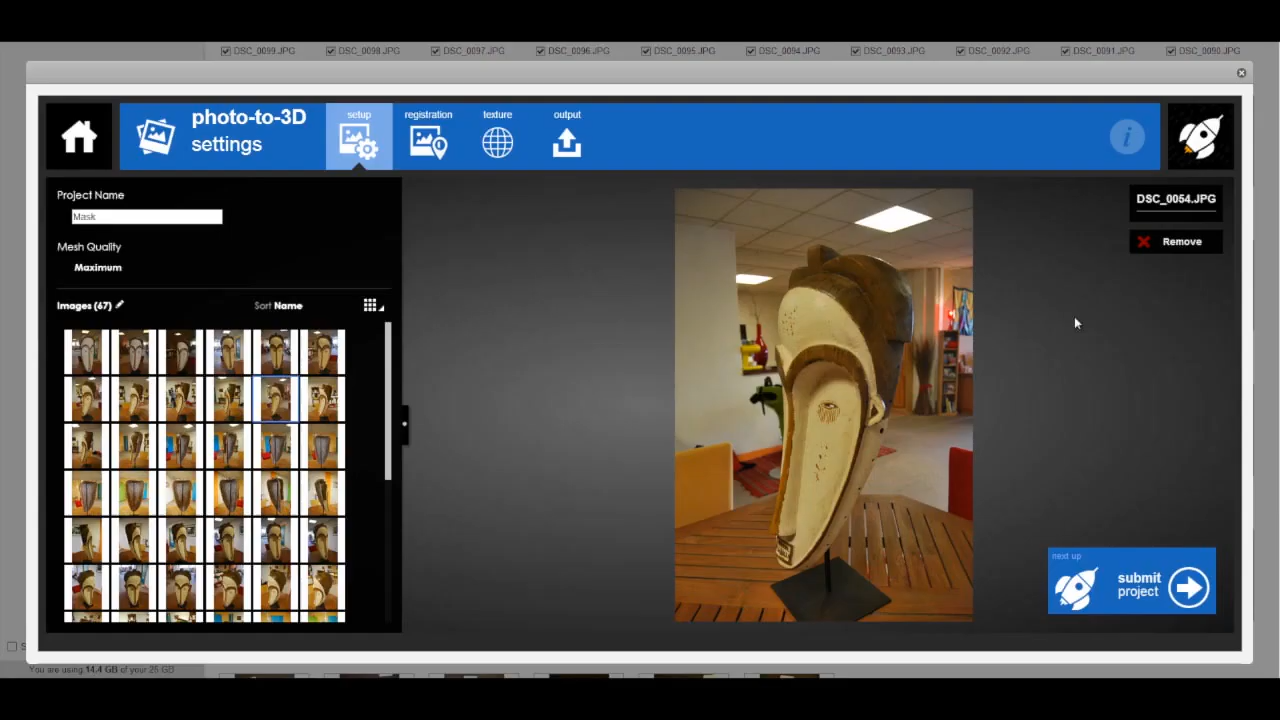 DSC_0099.JPG DSC_0098.JPG DSC_0097.JPG DSC_0096.JPG DSC_0095.JPG DSC_0094.JPG DSC_0093.JPG DSC_0092.JPG DSC_0091.JPG DSC_0090.JPG
photo-to-3D
settings
setup
registration
texture
output
i
Project Name
Mask
Mesh Quality
Maximum
Images (67)
Sort Name
DSC_0054.JPG
Remove
next up
submit
project
You are using 14.4 GB of your 25 GB